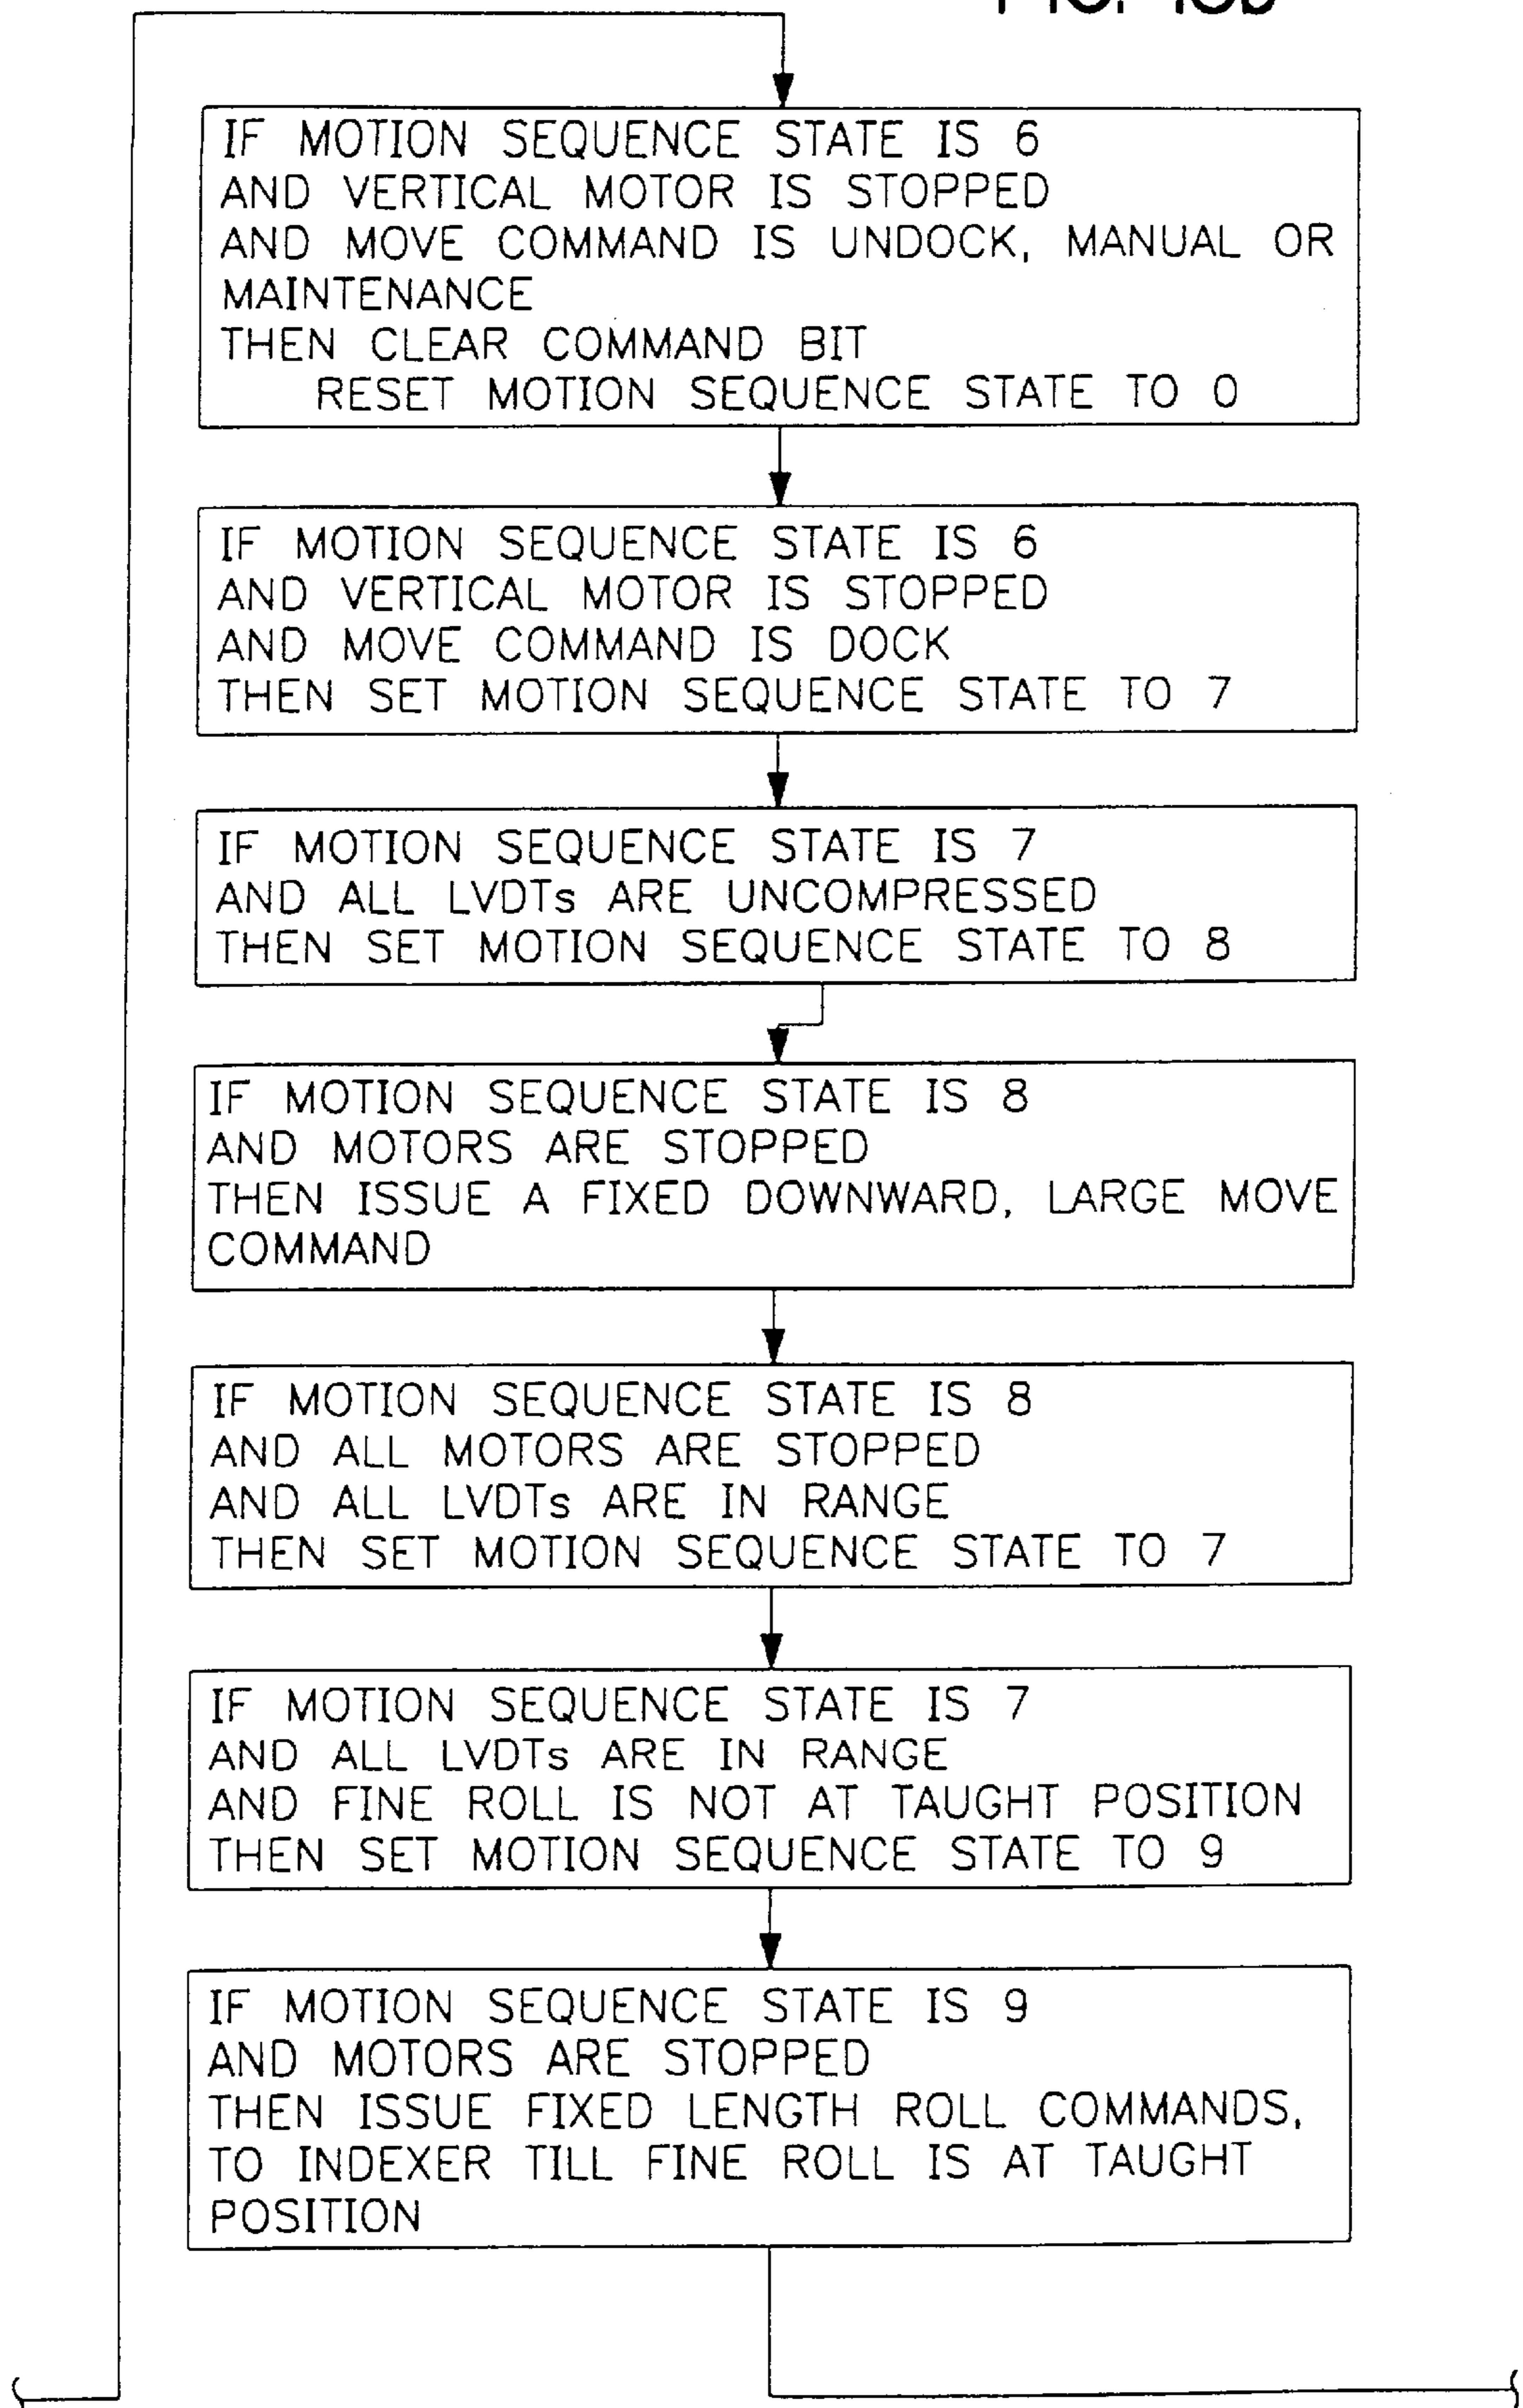 IF MOTION SEQUENCE STATE IS 6
AND VERTICAL MOTOR IS STOPPED
AND MOVE COMMAND IS UNDOCK, MANUAL OR
MAINTENANCE
THEN CLEAR COMMAND BIT
RESET MOTION SEQUENCE STATE TO 0
IF MOTION SEQUENCE STATE IS 6
AND VERTICAL MOTOR IS STOPPED
AND MOVE COMMAND IS DOCK
THEN SET MOTION SEQUENCE STATE TO 7
IF MOTION SEQUENCE STATE IS 7
AND ALL LVDTs ARE UNCOMPRESSED
THEN SET MOTION SEQUENCE STATE TO 8
IF MOTION SEQUENCE STATE IS 8
AND MOTORS ARE STOPPED
THEN ISSUE A FIXED DOWNWARD, LARGE MOVE
COMMAND
IF MOTION SEQUENCE STATE IS 8
AND ALL MOTORS ARE STOPPED
AND ALL LVDTs ARE IN RANGE
THEN SET MOTION SEQUENCE STATE TO 7
IF MOTION SEQUENCE STATE IS 7
AND ALL LVDTs ARE IN RANGE
AND FINE ROLL IS NOT AT TAUGHT POSITION
THEN SET MOTION SEQUENCE STATE TO 9
IF MOTION SEQUENCE STATE IS 9
AND MOTORS ARE STOPPED
THEN ISSUE FIXED LENGTH ROLL COMMANDS,
TO INDEXER TILL FINE ROLL IS AT TAUGHT
POSITION